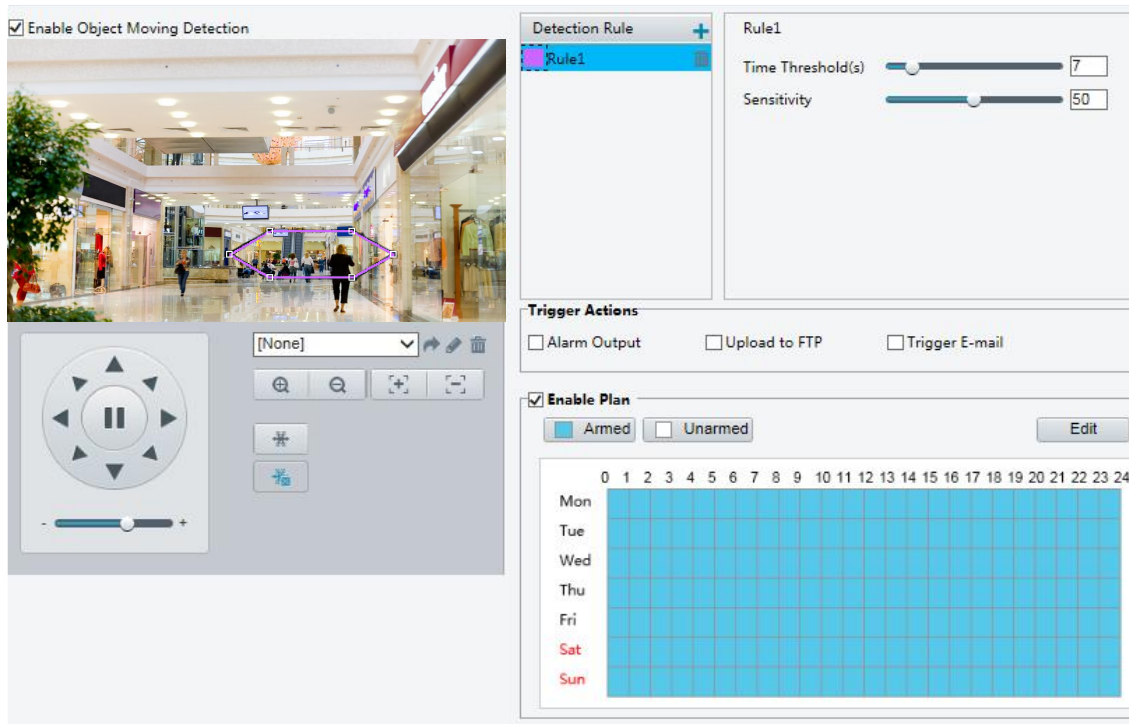 Enable Object Moving Detection
Detection Rule
Rule1
Rule1
Time Threshold(s) 7
Sensitivity 50
[None]
- +
Trigger Actions
Alarm Output Upload to FTP Trigger E-mail
Enable Plan
Armed Unarmed Edit
0 1 2 3 4 5 6 7 8 9 10 11 12 13 14 15 16 17 18 19 20 21 22 23 24
Mon
Tue
Wed
Thu
Fri
Sat
Sun